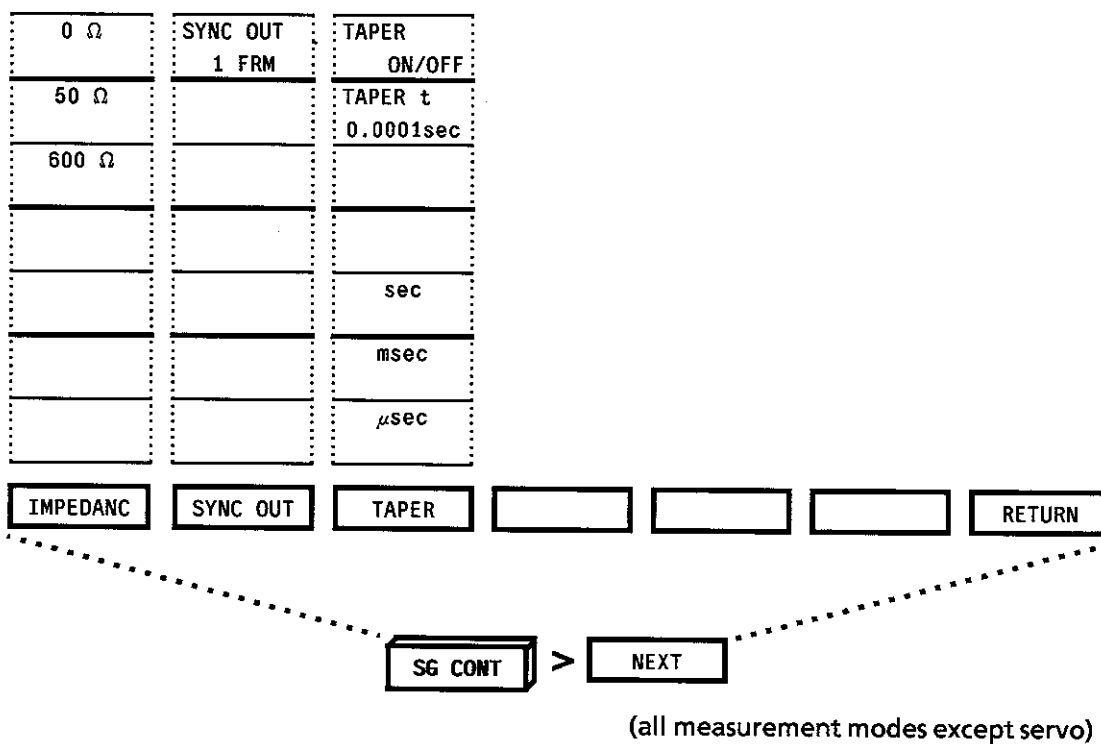 0 Ω
SYNC OUT
1 FRM
TAPER
ON/OFF
50 Ω
TAPER t
0.0001sec
600 Ω
sec
msec
μsec
IMPEDANC
SYNC OUT
TAPER
RETURN
SG CONT > NEXT
(all measurement modes except servo)